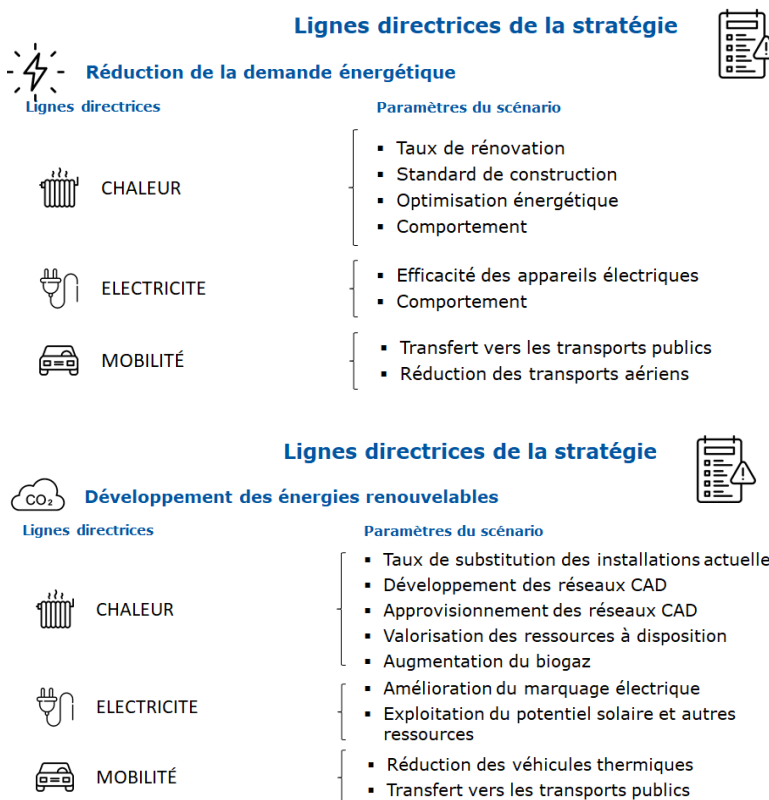 Lignes directrices de la stratégie
Réduction de la demande énergétique
Lignes directrices
Paramètres du scénario
CHALEUR
▪ Taux de rénovation
▪ Standard de construction
▪ Optimisation énergétique
▪ Comportement
ELECTRICITE
▪ Efficacité des appareils électriques
▪ Comportement
MOBILITÉ
▪ Transfert vers les transports publics
▪ Réduction des transports aériens
Lignes directrices de la stratégie
CO₂
Développement des énergies renouvelables
Lignes directrices
Paramètres du scénario
CHALEUR
▪ Taux de substitution des installations actuelle
▪ Développement des réseaux CAD
▪ Approvisionnement des réseaux CAD
▪ Valorisation des ressources à disposition
▪ Augmentation du biogaz
ELECTRICITE
▪ Amélioration du marquage électrique
▪ Exploitation du potentiel solaire et autres
ressources
MOBILITÉ
▪ Réduction des véhicules thermiques
▪ Transfert vers les transports publics